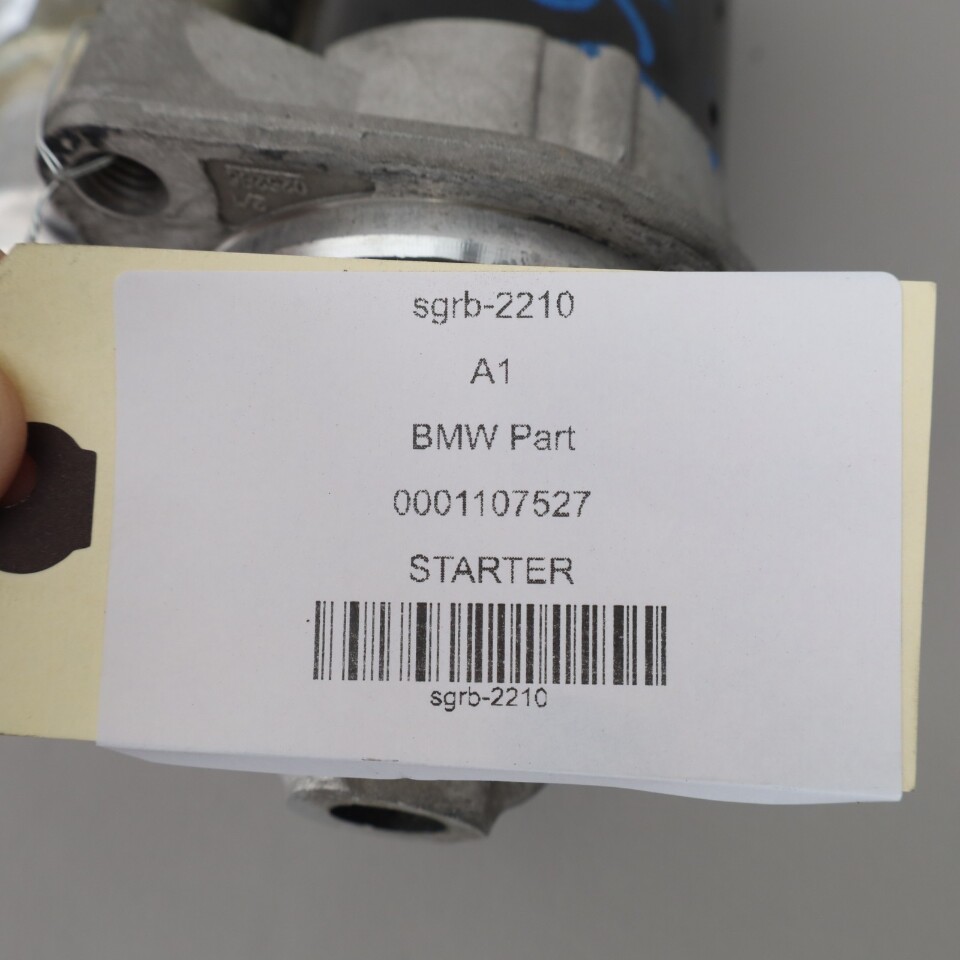 sgrb-2210
A1
BMW Part
0001107527
STARTER
sgrb-2210